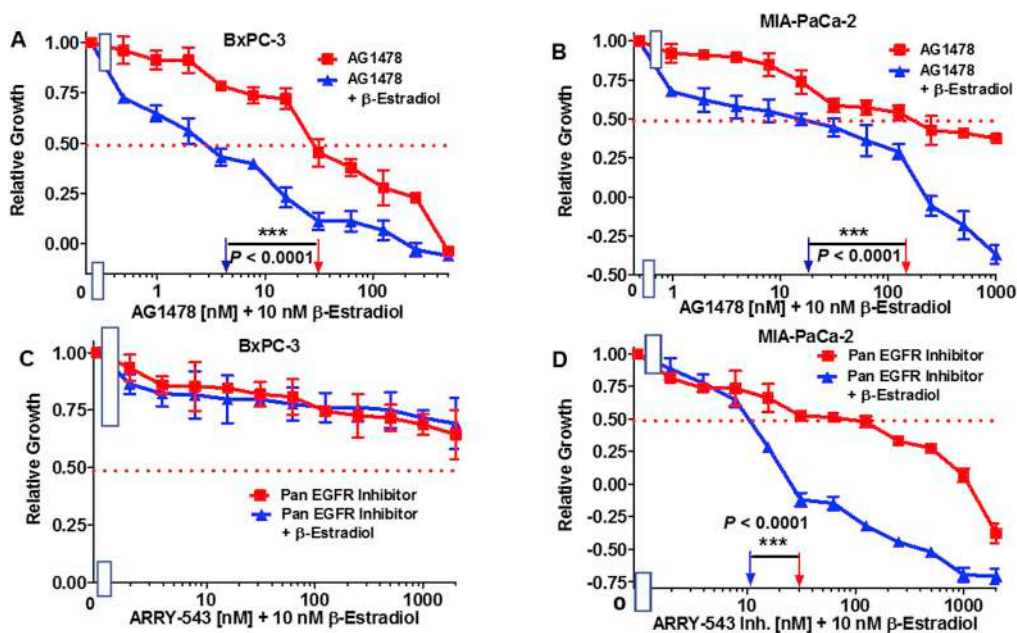 A
BxPC-3
AG1478
AG1478
+ β-Estradiol
Relative Growth
1.00
0.75
0.50
0.25
0.00
***
P < 0.0001
0 1 10 100
AG1478 [nM] + 10 nM β-Estradiol
B
MIA-PaCa-2
AG1478
AG1478
+ β-Estradiol
Relative Growth
1.00
0.75
0.50
0.25
0.00
-0.25
-0.50
***
P < 0.0001
0 1 10 100 1000
AG1478 [nM] + 10 nM β-Estradiol
C
BxPC-3
Relative Growth
1.00
0.75
0.50
0.25
0.00
Pan EGFR Inhibitor
Pan EGFR Inhibitor
+ β-Estradiol
0 10 100 1000
ARRY-543 [nM] + 10 nM β-Estradiol
D
MIA-PaCa-2
Pan EGFR Inhibitor
Pan EGFR Inhibitor
+ β-Estradiol
Relative Growth
1.00
0.75
0.50
0.25
0.00
-0.25
-0.50
-0.75
P < 0.0001
***
0 10 100 1000
ARRY-543 Inh. [nM] + 10 nM β-Estradiol